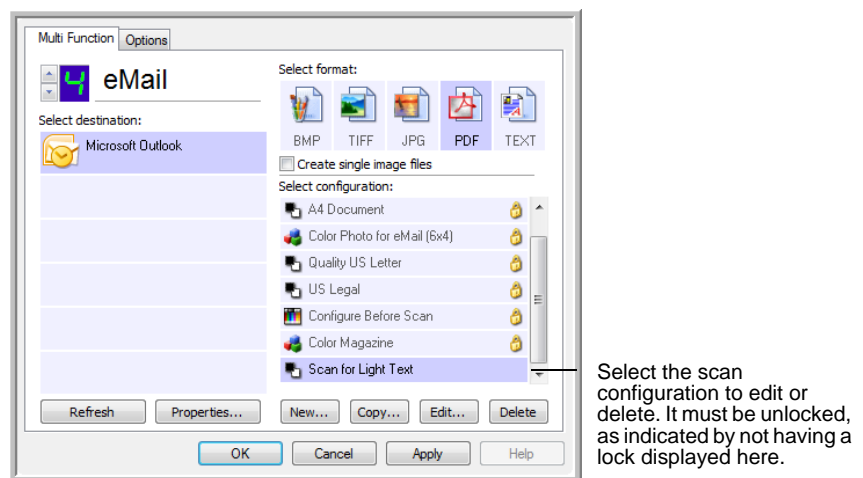 Multi Function Options
4 eMail
Select destination:
Microsoft Outlook
Select format:
BMP TIFF JPG PDF TEXT
Create single image files
Select configuration:
A4 Document
Color Photo for eMail (6x4)
Quality US Letter
US Legal
Configure Before Scan
Color Magazine
Scan for Light Text
Refresh Properties... New... Copy... Edit... Delete
OK Cancel Apply Help
Select the scan
configuration to edit or
delete. It must be unlocked,
as indicated by not having a
lock displayed here.